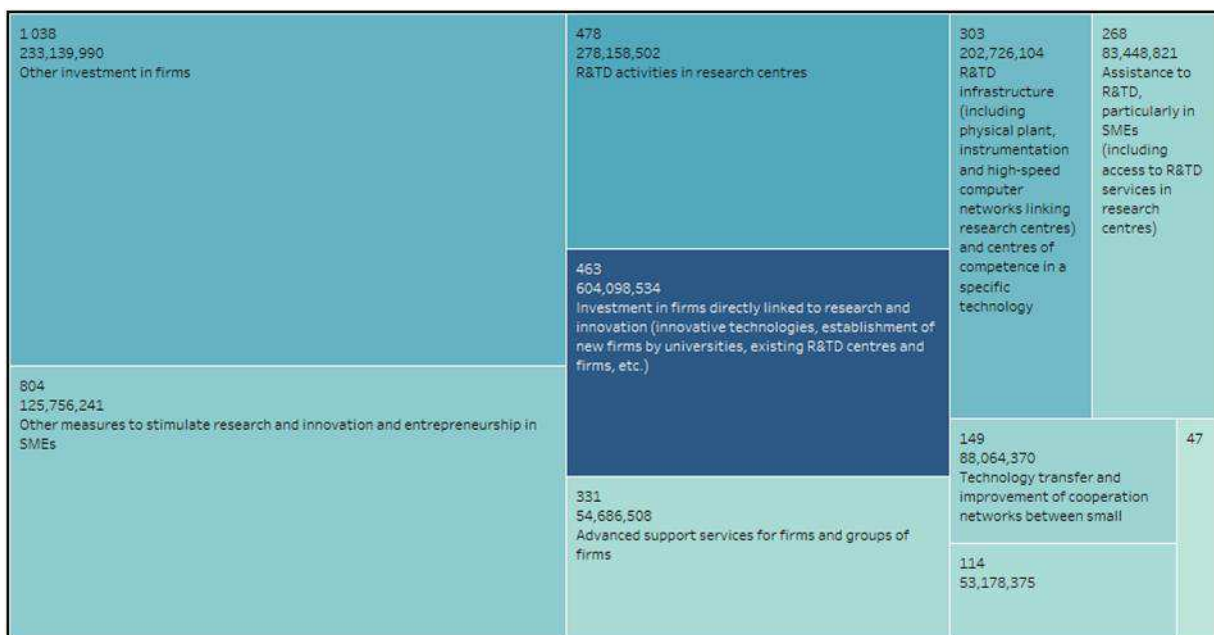 1 038
233,139,990
Other investment in firms
804
125,756,241
Other measures to stimulate research and innovation and entrepreneurship in
SMEs
478
278,158,502
R&TD activities in research centres
463
604,098,534
Investment in firms directly linked to research and
innovation (innovative technologies, establishment of
new firms by universities, existing R&TD centres and
firms, etc.)
331
54,686,508
Advanced support services for firms and groups of
firms
303
202,726,104
R&TD
infrastructure
(including
physical plant,
instrumentation
and high-speed
computer
networks linking
research centres)
and centres of
competence in a
specific
technology
268
83,448,821
Assistance to
R&TD,
particularly in
SMEs
(including
access to R&TD
services in
research
centres)
149
88,064,370
Technology transfer and
improvement of cooperation
networks between small
114
53,178,375
47